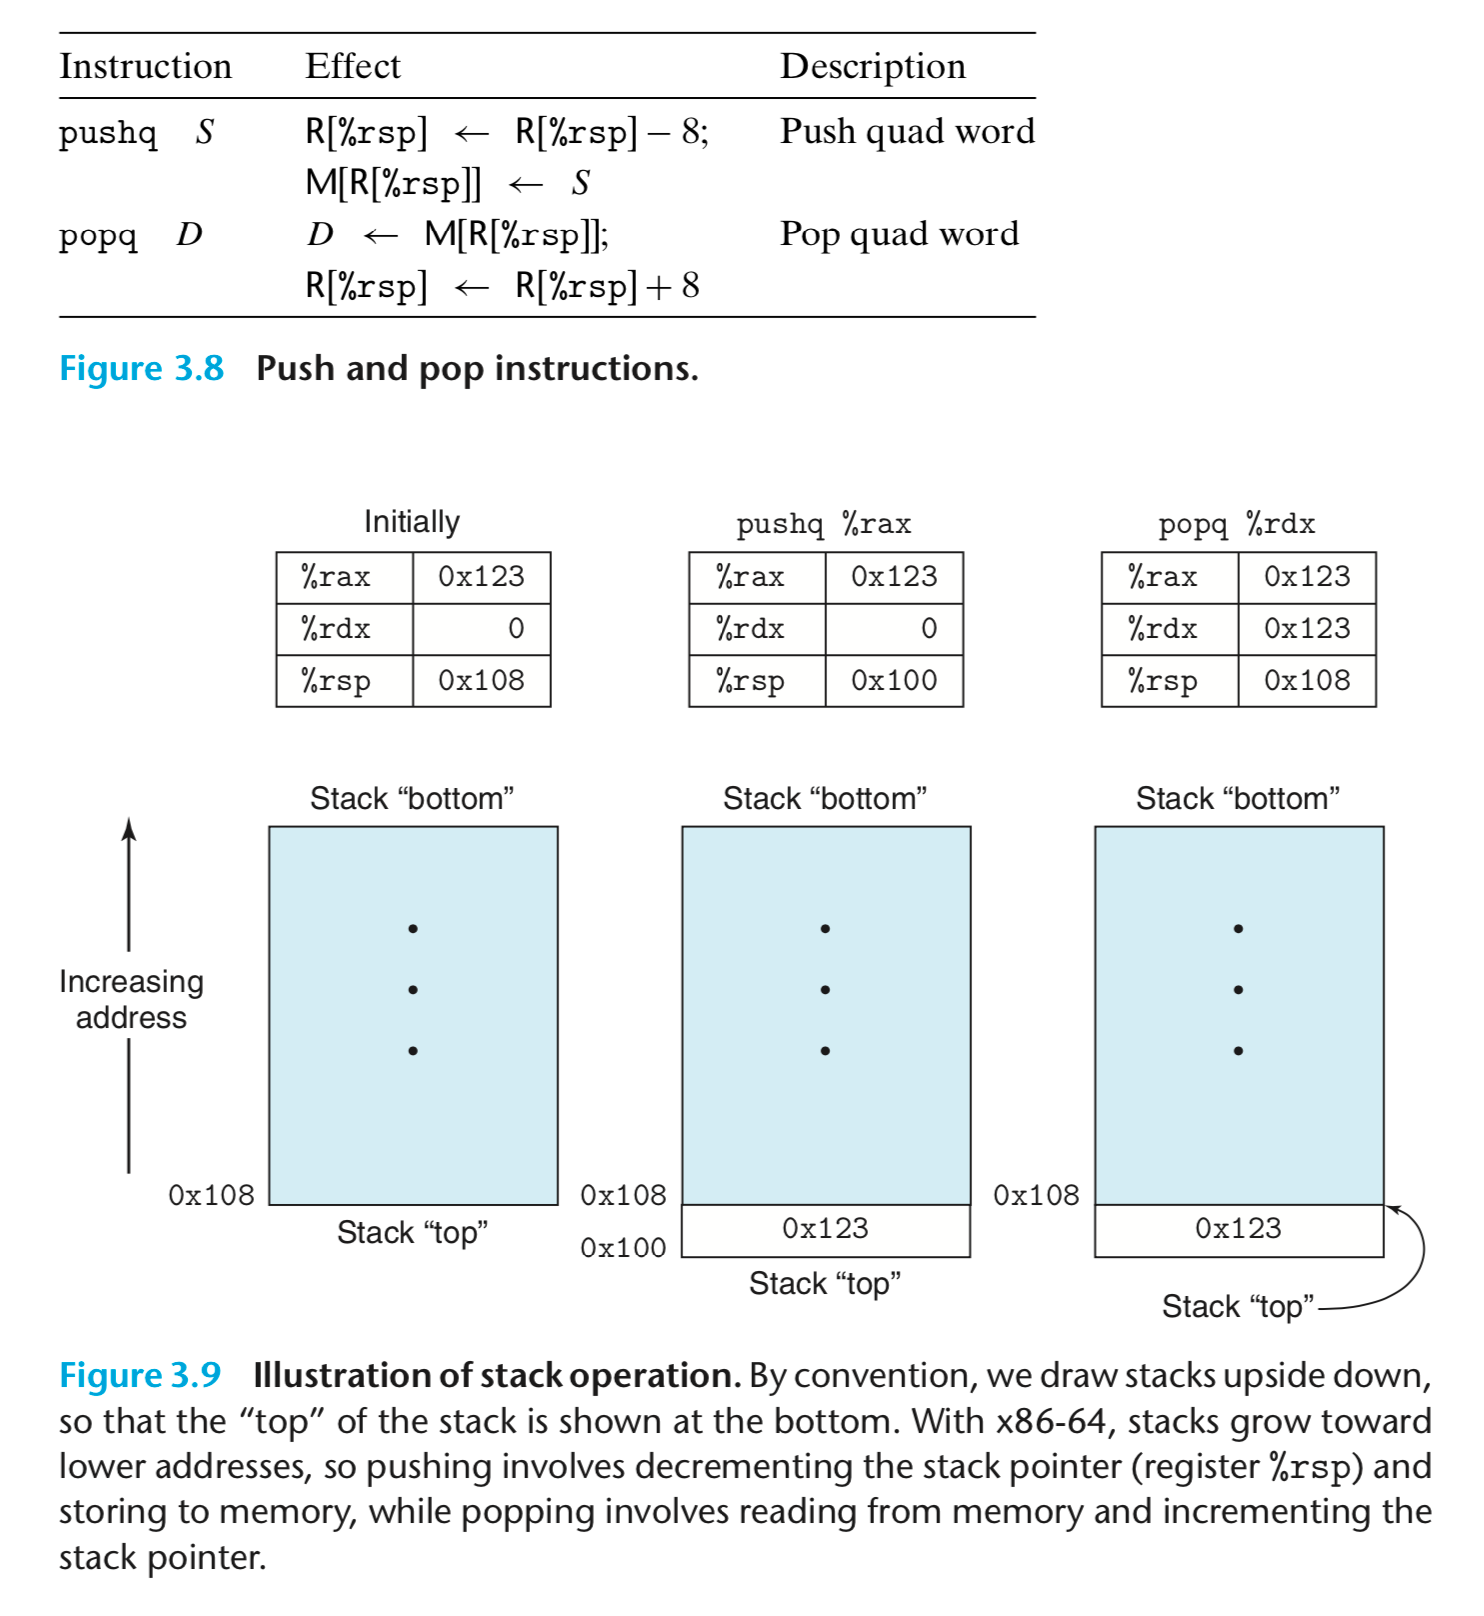 Instruction Effect Description
pushq S R[%rsp] ← R[%rsp] − 8; Push quad word
M[R[%rsp]] ← S
popq D D ← M[R[%rsp]]; Pop quad word
R[%rsp] ← R[%rsp] + 8
Figure 3.8 Push and pop instructions.
Initially
%rax 0x123
%rdx 0
%rsp 0x108
pushq %rax
%rax 0x123
%rdx 0
%rsp 0x100
popq %rdx
%rax 0x123
%rdx 0x123
%rsp 0x108
Increasing
address
Stack “bottom”
0x108
Stack “top”
Stack “bottom”
0x108
0x123
0x100
Stack “top”
Stack “bottom”
0x108
0x123
Stack “top”
Figure 3.9 Illustration of stack operation. By convention, we draw stacks upside down,
so that the “top” of the stack is shown at the bottom. With x86-64, stacks grow toward
lower addresses, so pushing involves decrementing the stack pointer (register %rsp) and
storing to memory, while popping involves reading from memory and incrementing the
stack pointer.